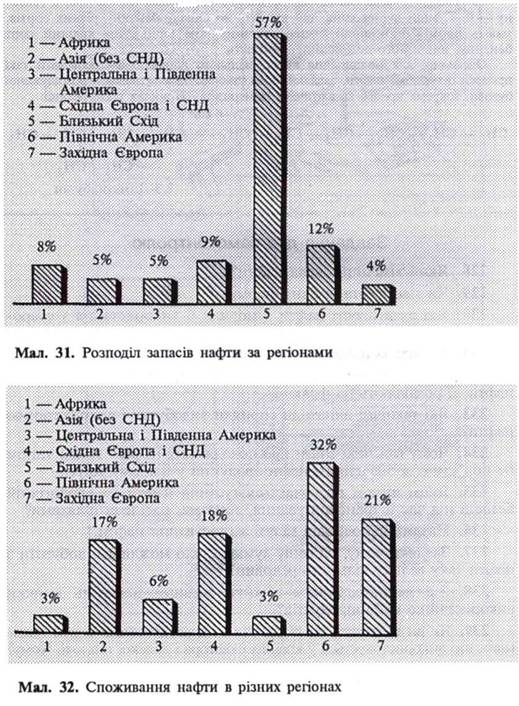 1 — Африка
2 — Азія (без СНД)
3 — Центральна і Південна
Америка
4 — Східна Європа і СНД
5 — Близький Схід
6 — Північна Америка
7 — Західна Європа
57%
8%
5%
5%
9%
12%
4%
1 2 3 4 5 6 7
Мал. 31. Розподіл запасів нафти за регіонами
1 — Африка
2 — Азія (без СНД)
3 — Центральна і Південна Америка
4 — Східна Європа і СНД
5 — Близький Схід
6 — Північна Америка
7 — Західна Європа
3%
17%
6%
18%
3%
32%
21%
1 2 3 4 5 6 7
Мал. 32. Споживання нафти в різних регіонах